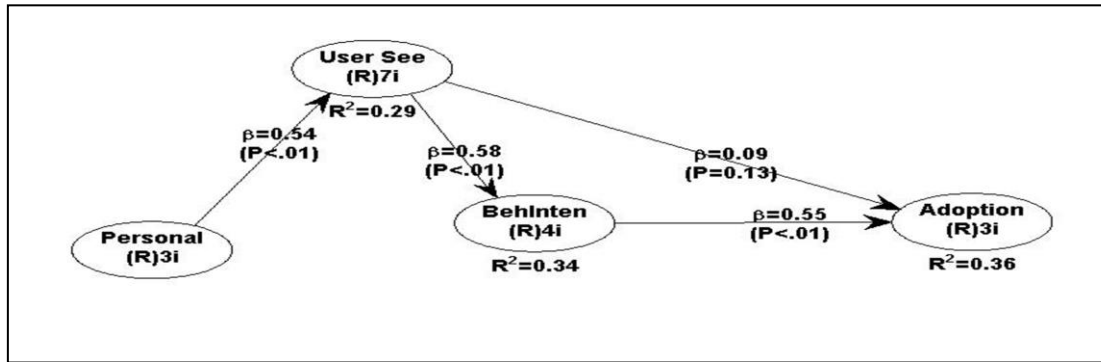 User See
(R)7i
R²=0.29
β=0.54
(P<.01)
β=0.58
(P<.01)
β=0.09
(P=0.13)
Personal
(R)3i
BehInten
(R)4i
R²=0.34
β=0.55
(P<.01)
Adoption
(R)3i
R²=0.36